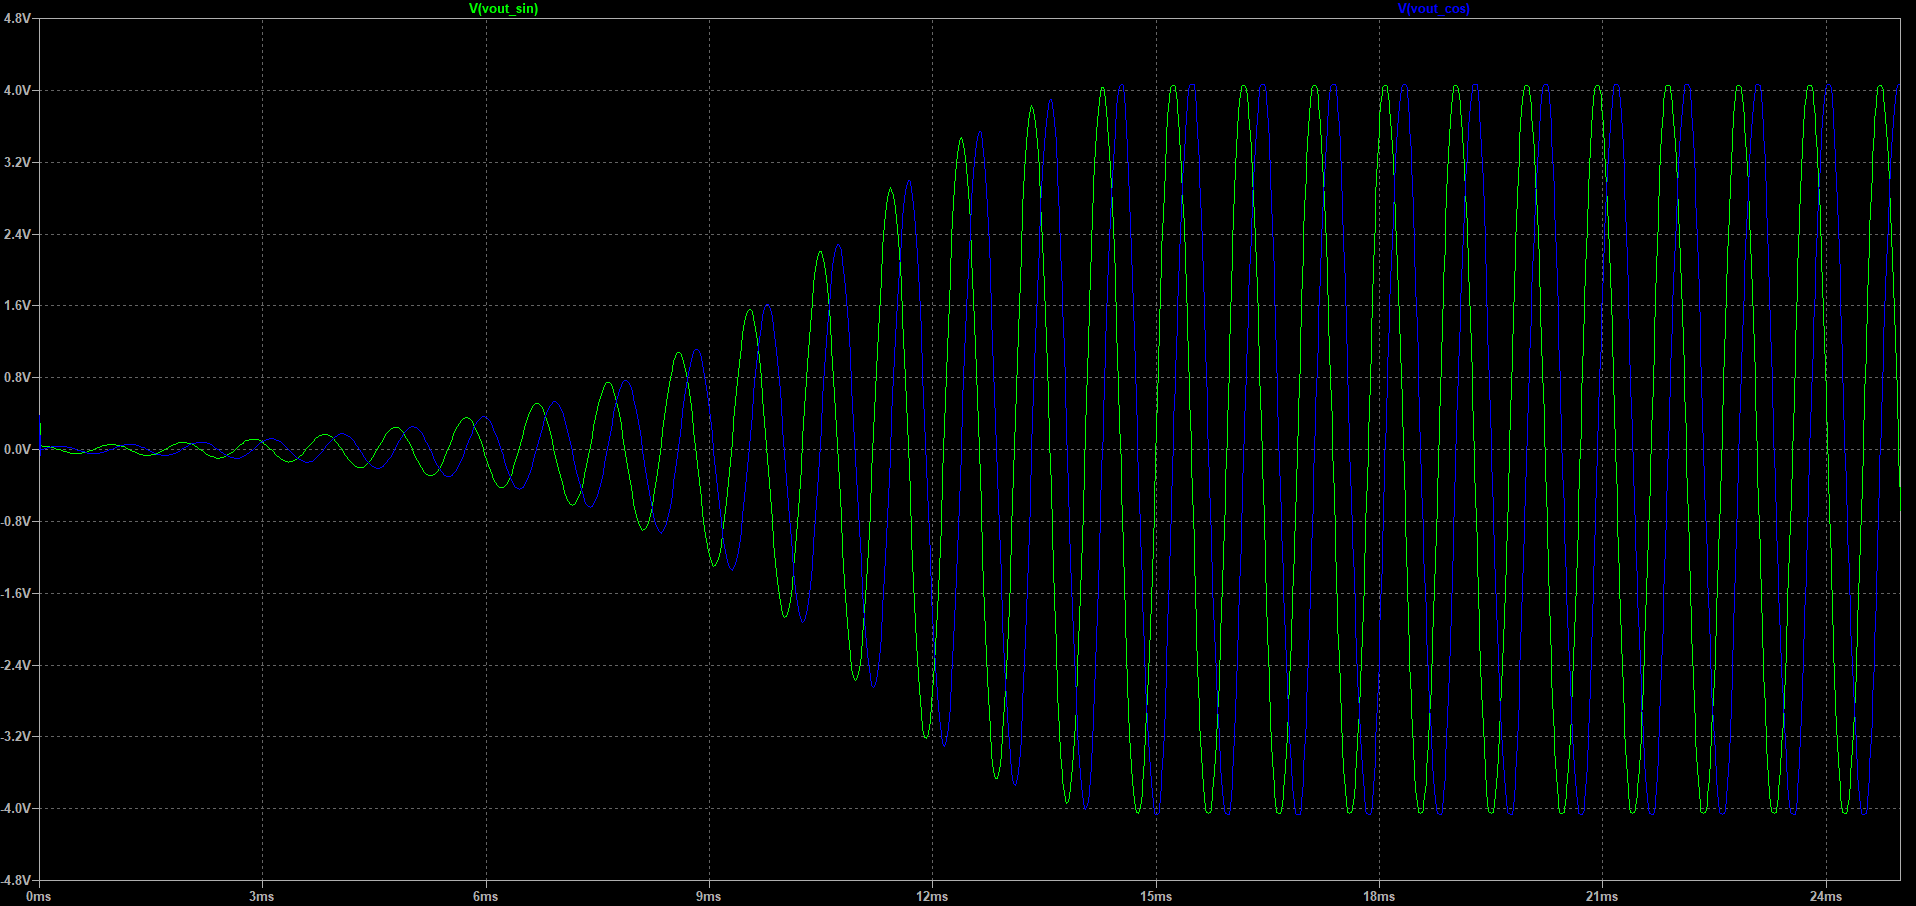 V(vout_sin) V(vout_cos)
4.8V
4.0V
3.2V
2.4V
1.6V
0.8V
0.0V
-0.8V
-1.6V
-2.4V
-3.2V
-4.0V
-4.8V
0ms 3ms 6ms 9ms 12ms 15ms 18ms 21ms 24ms